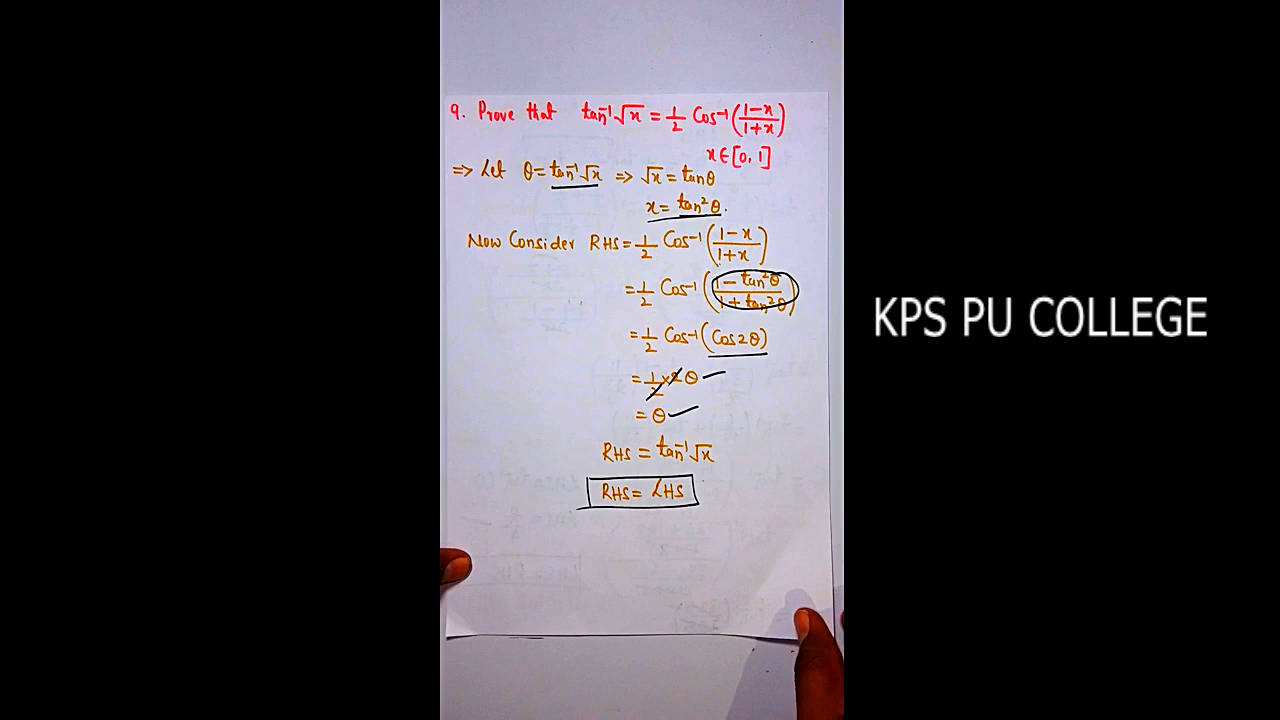 9. Prove that tan⁻¹√x = 1/2 Cos⁻¹((1-x)/(1+x))
x∈[0, 1]
=> Let θ = tan⁻¹√x => √x = tanθ
x = tan²θ.
Now Consider RHS = 1/2 Cos⁻¹((1-x)/(1+x))
= 1/2 Cos⁻¹((1-tan²θ)/(1+tan²θ))
= 1/2 Cos⁻¹(Cos2θ)
= 1/2 × 2θ
= θ
RHS = tan⁻¹√x
RHS = LHS
KPS PU COLLEGE